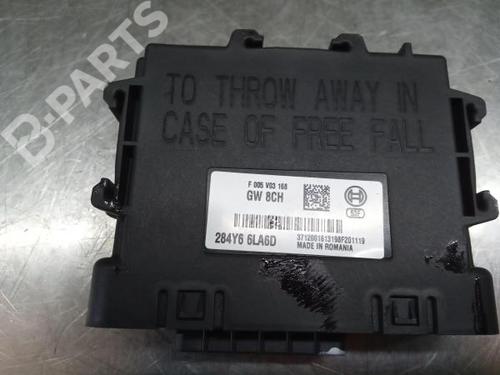 B-PARTS
TO THROW AWAY IN
CASE OF FREE FALL
F 005 V03 168
GW 8CH
284Y6 6LA6D
3712001613198F201119
MADE IN ROMANIA